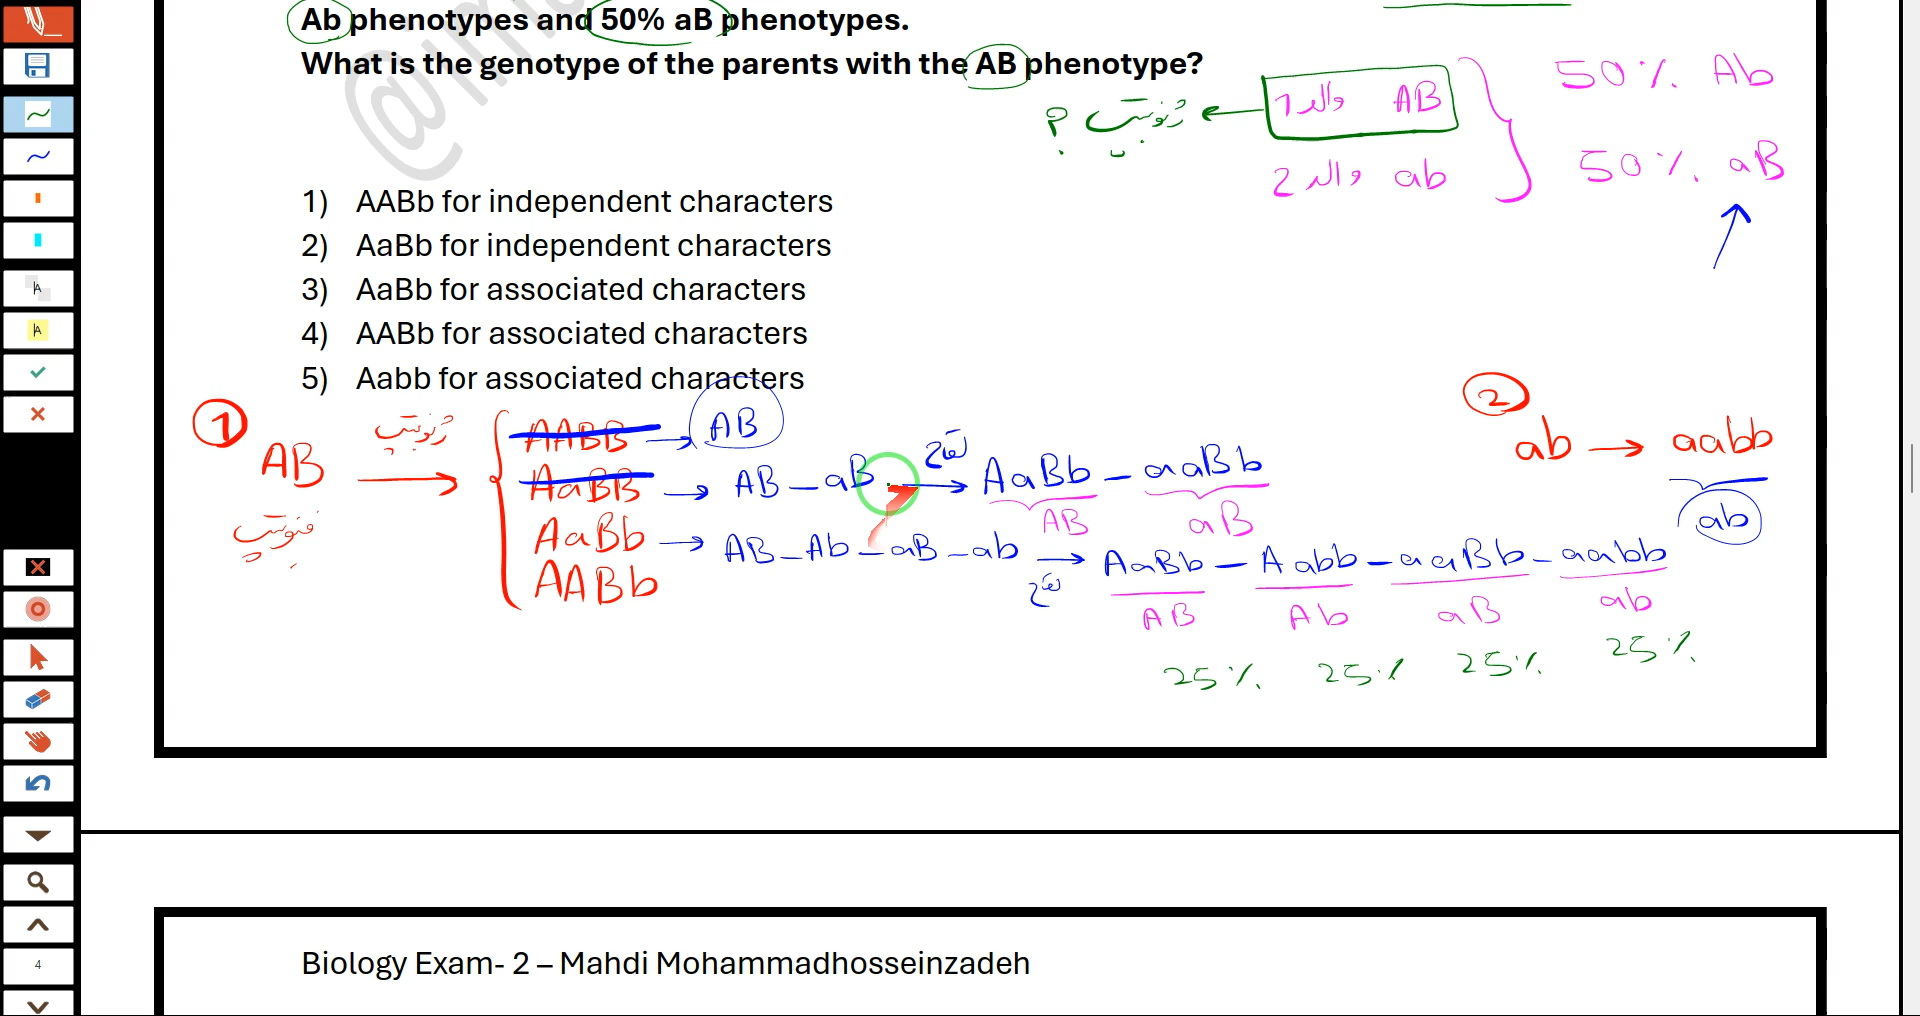 Ab phenotypes and 50% aB phenotypes.
What is the genotype of the parents with the AB phenotype?
50 % Ab
50 % aB
والد 1 AB
والد 2 ab
ژنوتیپ ?
1) AABb for independent characters
2) AaBb for independent characters
3) AaBb for associated characters
4) AABb for associated characters
5) Aabb for associated characters
1
AB
فنوتیپ
ژنوتیپ
AABB → AB
AaBB → AB – aB → لقاح AaBb – aaBb
AB aB
AaBb → AB – Ab – aB – ab → لقاح AaBb – Aabb – aaBb – aabb
AB Ab aB ab
25 % 25 % 25 % 25 %
AABb
2
ab → aabb
ab
4
Biology Exam- 2 – Mahdi Mohammadhosseinzadeh